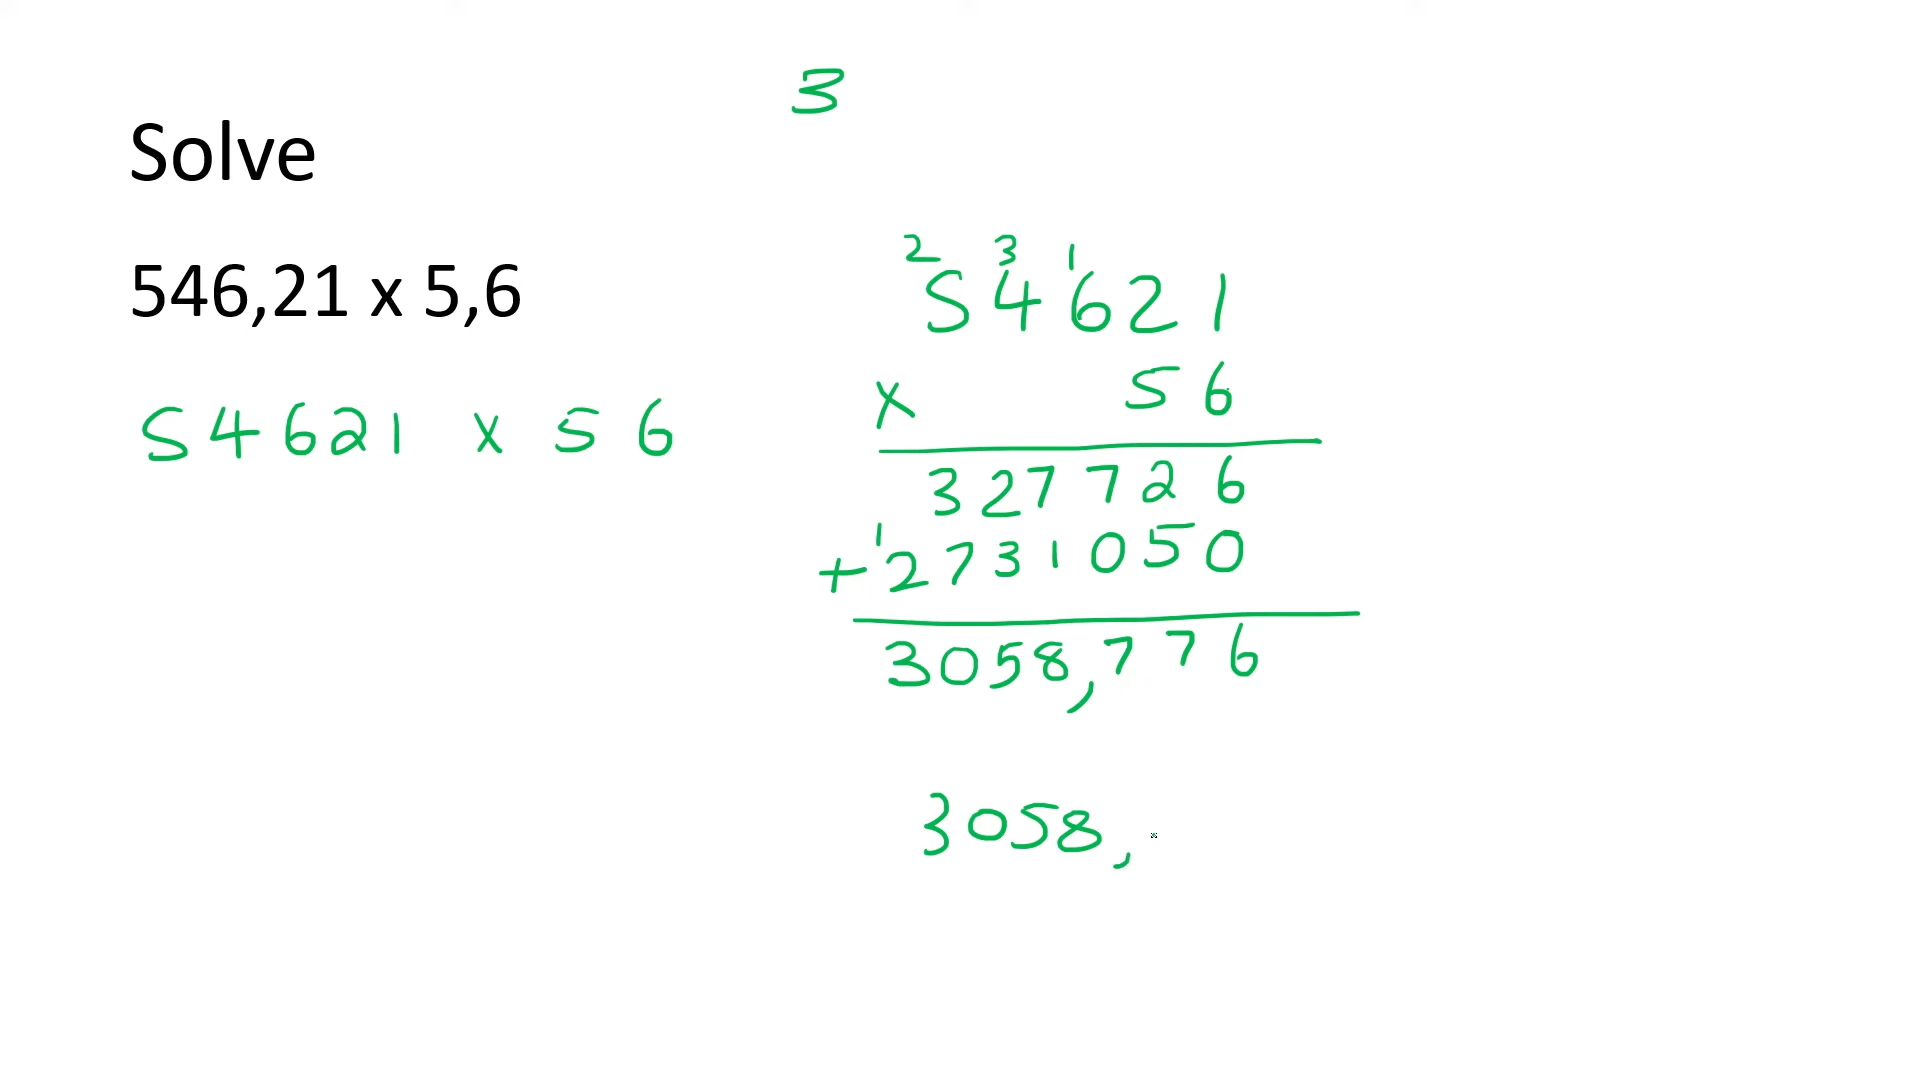 3
Solve
546,21 x 5,6
54621 x 56
2 3 1
54621
x 56
327726
1
+2731050
3058,776
3058,